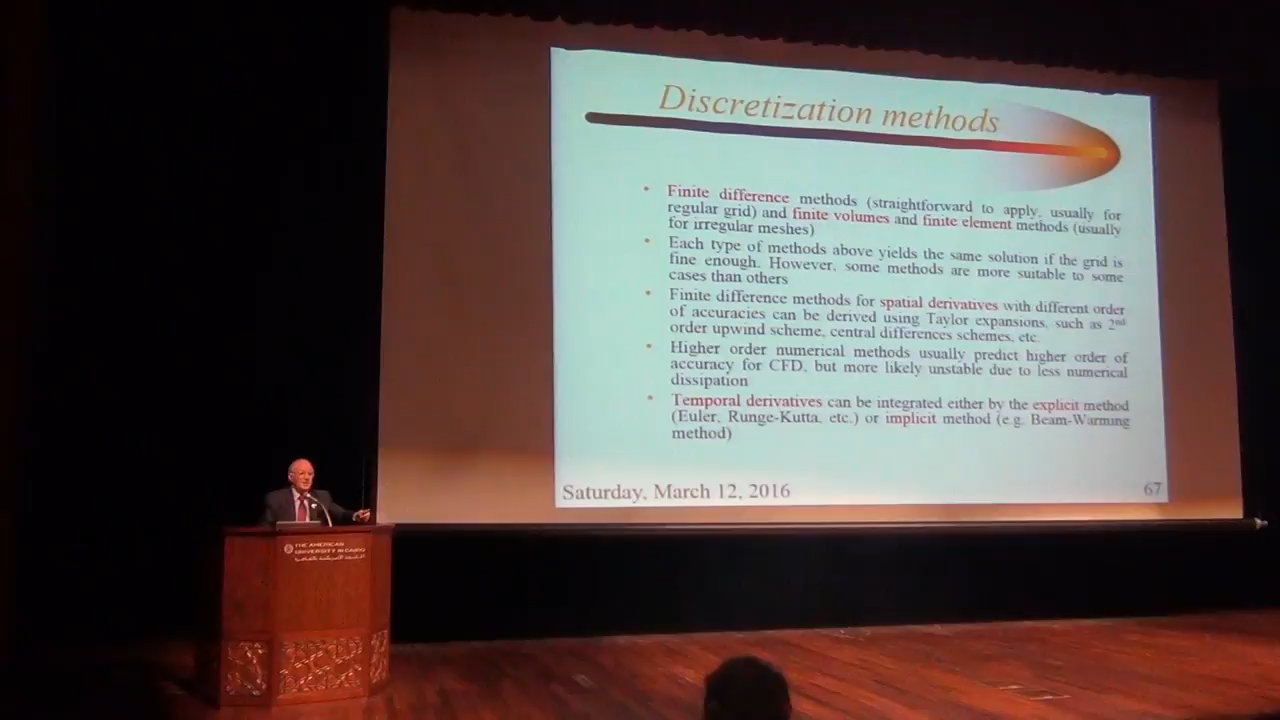 Discretization methods
• Finite difference methods (straightforward to apply, usually for
regular grid) and finite volumes and finite element methods (usually
for irregular meshes)
• Each type of methods above yields the same solution if the grid is
fine enough. However, some methods are more suitable to some
cases than others
• Finite difference methods for spatial derivatives with different order
of accuracies can be derived using Taylor expansions, such as 2nd
order upwind scheme, central differences schemes, etc.
• Higher order numerical methods usually predict higher order of
accuracy for CFD, but more likely unstable due to less numerical
dissipation
• Temporal derivatives can be integrated either by the explicit method
(Euler, Runge-Kutta, etc.) or implicit method (e.g. Beam-Warming
method)
Saturday, March 12, 2016
67
THE AMERICAN
UNIVERSITY IN CAIRO
الجامعة الأمريكية بالقاهرة